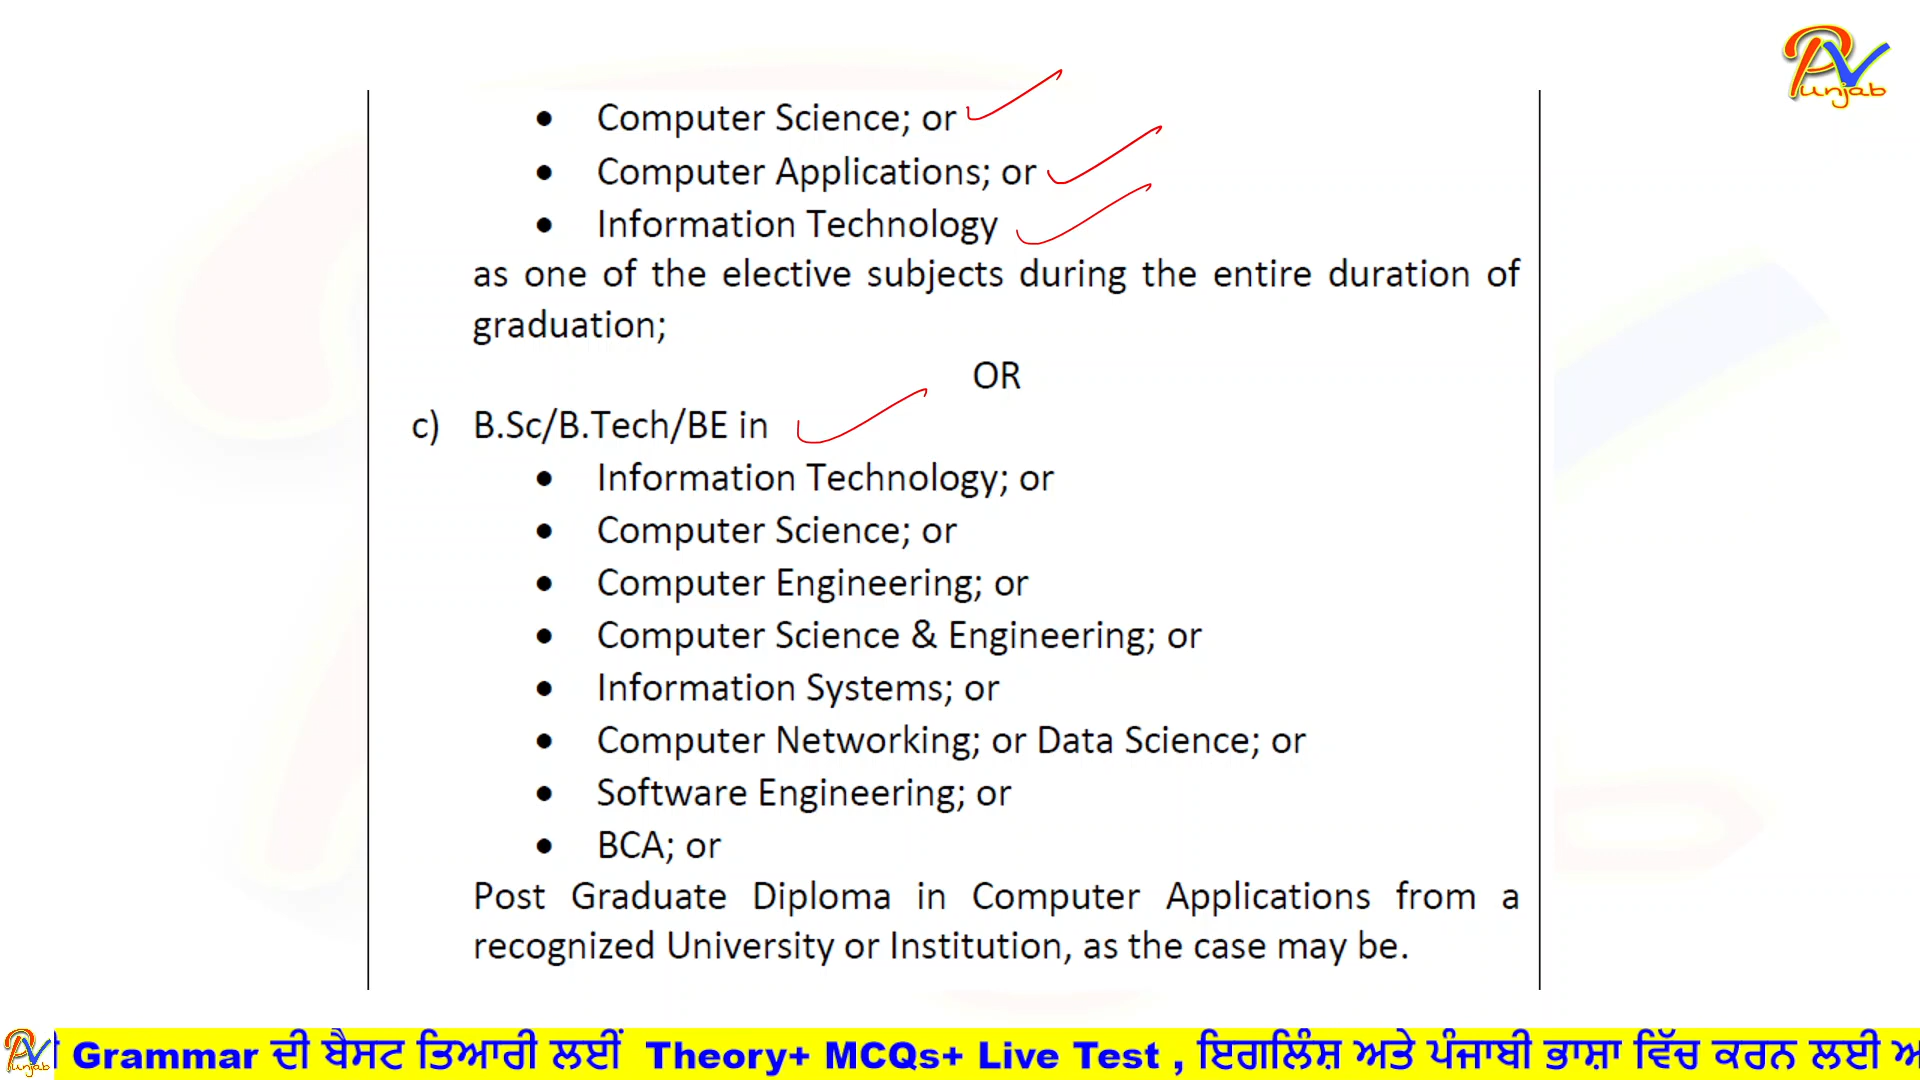 PV
unjab
• Computer Science; or
• Computer Applications; or
• Information Technology
as one of the elective subjects during the entire duration of
graduation;
OR
c) B.Sc/B.Tech/BE in
• Information Technology; or
• Computer Science; or
• Computer Engineering; or
• Computer Science & Engineering; or
• Information Systems; or
• Computer Networking; or Data Science; or
• Software Engineering; or
• BCA; or
Post Graduate Diploma in Computer Applications from a
recognized University or Institution, as the case may be.
PV
unjab
Grammar ਦੀ ਬੈਸਟ ਤਿਆਰੀ ਲਈਂ Theory+ MCQs+ Live Test , ਇਗਲਿੰਸ਼ ਅਤੇ ਪੰਜਾਬੀ ਭਾਸ਼ਾ ਵਿੱਚ ਕਰਨ ਲਈ